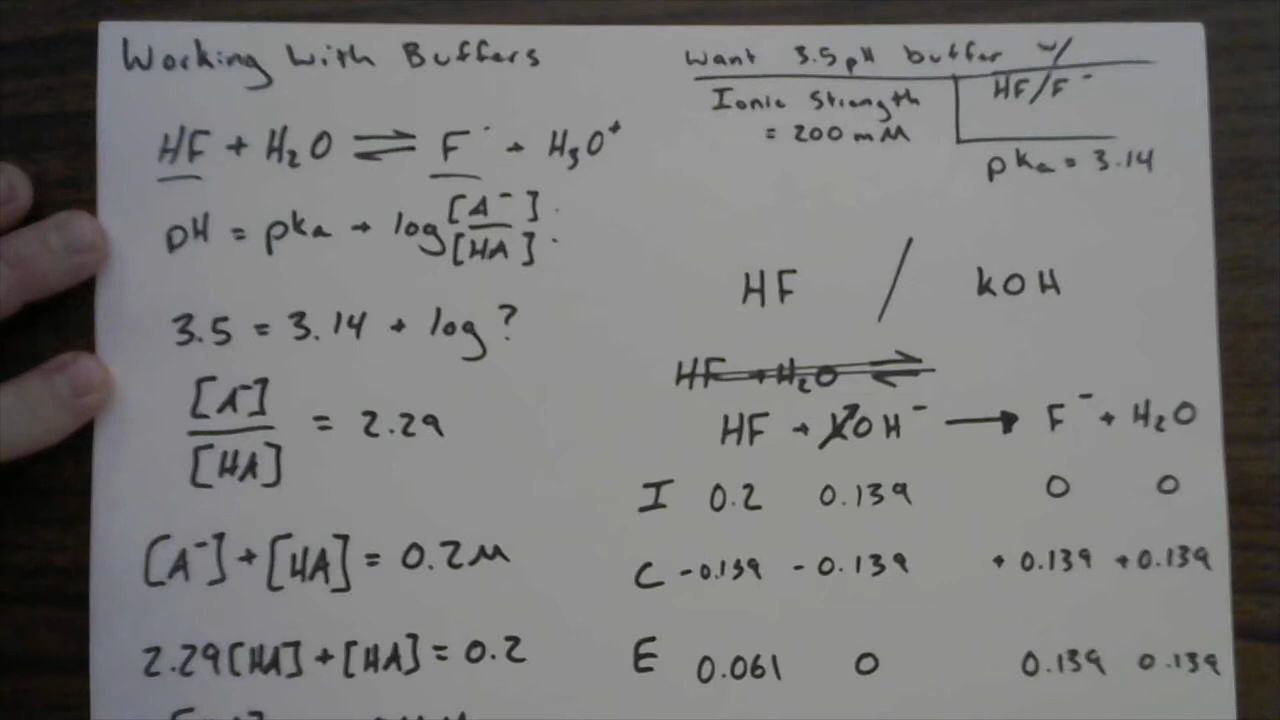 Working with Buffers
HF + H₂O ⇌ F⁻ + H₃O⁺
pH = pka + log [A⁻] / [HA]
3.5 = 3.14 + log ?
[A⁻] / [HA] = 2.29
[A⁻] + [HA] = 0.2M
2.29[HA] + [HA] = 0.2
Want 3.5 pH buffer w/
Ionic Strength
= 200 mM
HF/F⁻
pka = 3.14
HF / KOH
HF + H₂O ⇌
HF + KOH⁻ → F⁻ + H₂O
I 0.2 0.139 0 0
C -0.139 -0.139 +0.139 +0.139
E 0.061 0 0.139 0.139